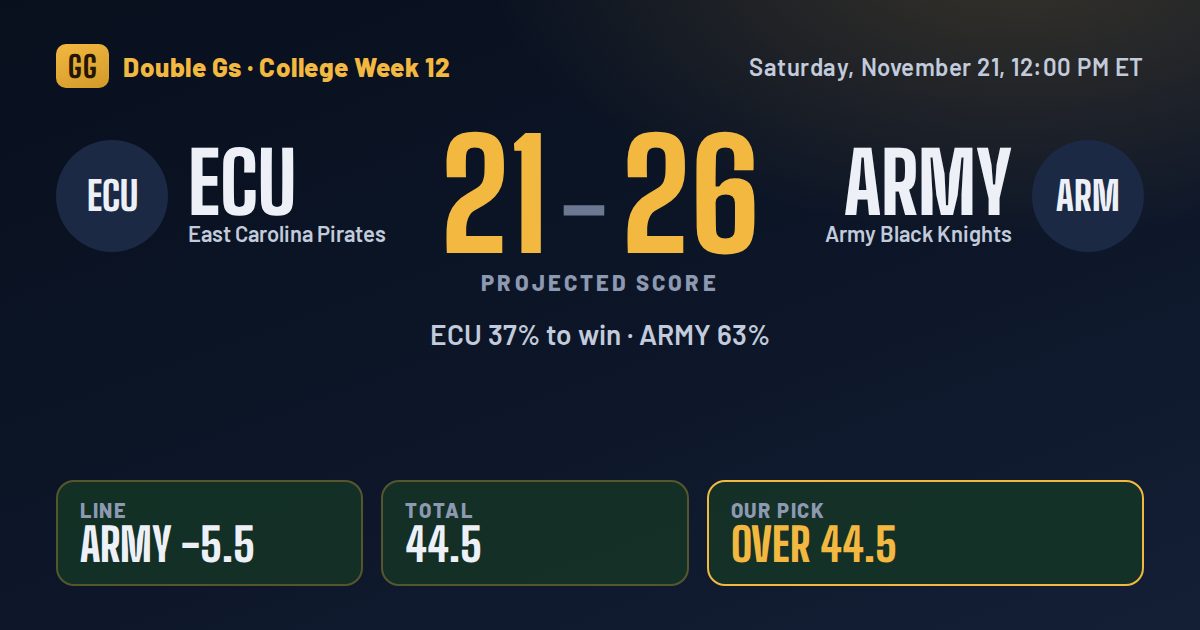 GG Double Gs · College Week 12
Saturday, November 21, 12:00 PM ET
ECU
ECU
East Carolina Pirates
21 – 26
PROJECTED SCORE
ARMY
Army Black Knights
ARM
ECU 37% to win · ARMY 63%
LINE
ARMY −5.5
TOTAL
44.5
OUR PICK
OVER 44.5